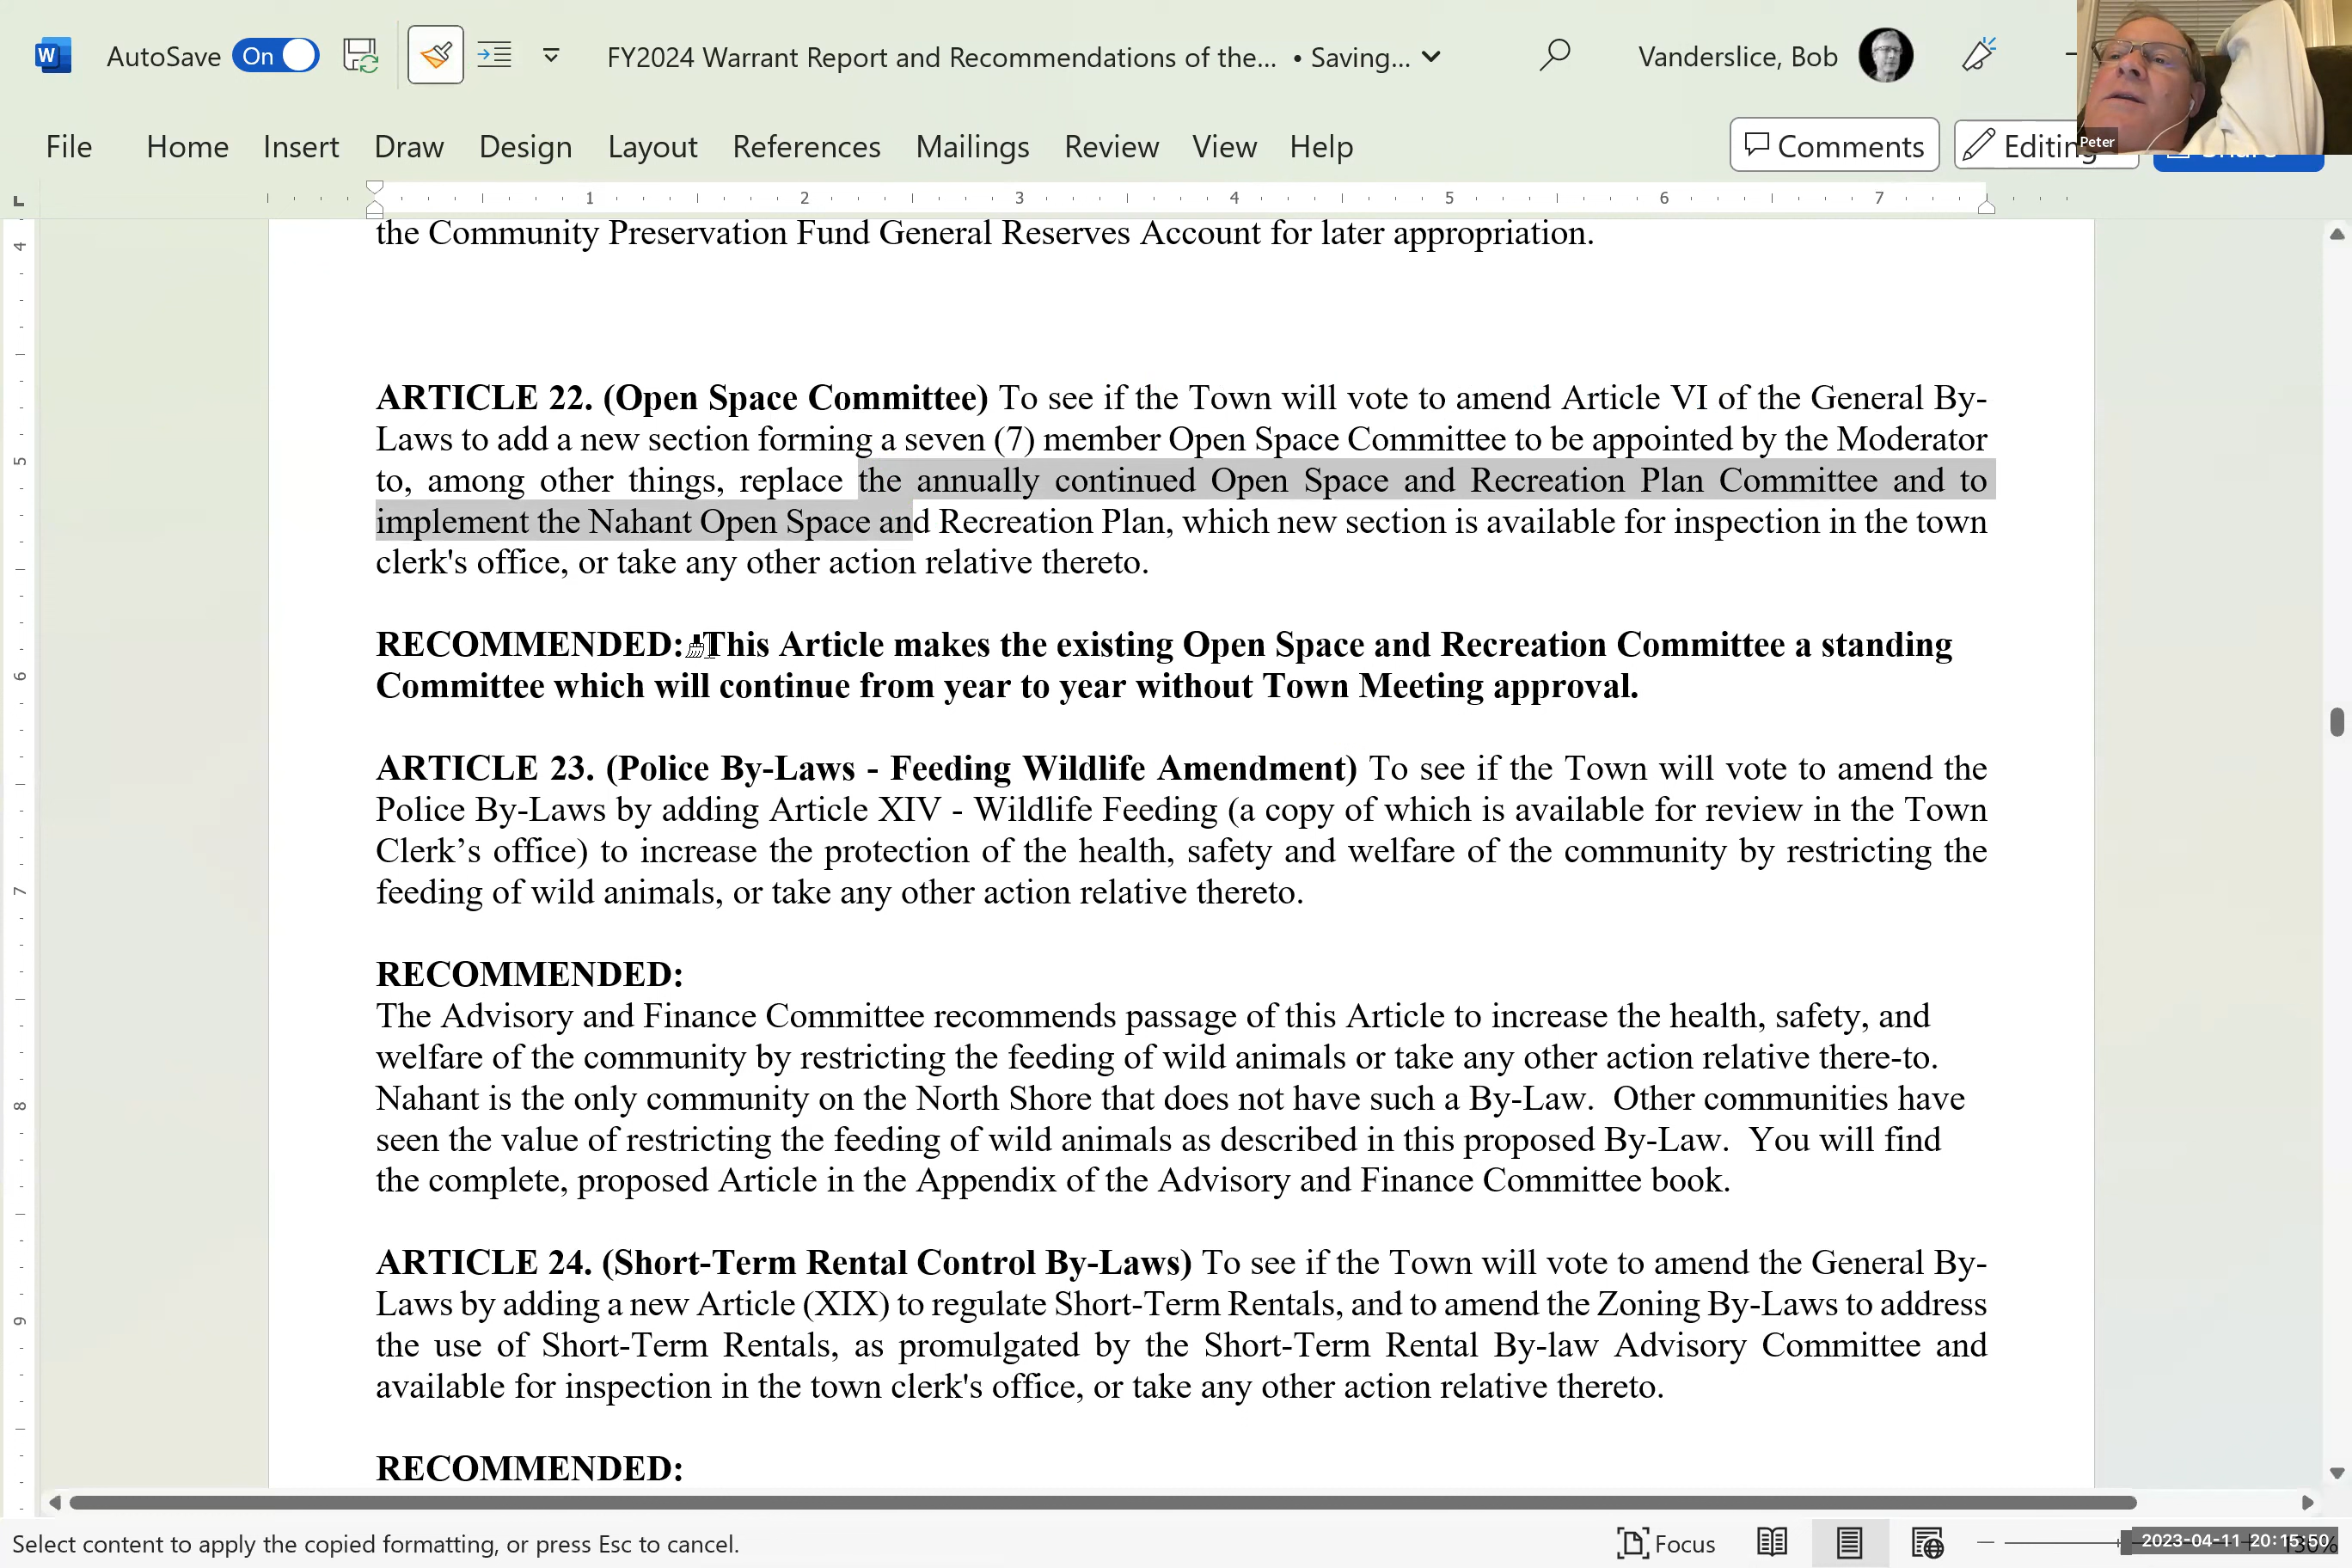 AutoSave On FY2024 Warrant Report and Recommendations of the... • Saving... Vanderslice, Bob
File Home Insert Draw Design Layout References Mailings Review View Help Comments Editing
Peter
1 2 3 4 5 6 7
the Community Preservation Fund General Reserves Account for later appropriation.
ARTICLE 22. (Open Space Committee) To see if the Town will vote to amend Article VI of the General By-
Laws to add a new section forming a seven (7) member Open Space Committee to be appointed by the Moderator
to, among other things, replace the annually continued Open Space and Recreation Plan Committee and to
implement the Nahant Open Space and Recreation Plan, which new section is available for inspection in the town
clerk's office, or take any other action relative thereto.
RECOMMENDED: This Article makes the existing Open Space and Recreation Committee a standing
Committee which will continue from year to year without Town Meeting approval.
ARTICLE 23. (Police By-Laws - Feeding Wildlife Amendment) To see if the Town will vote to amend the
Police By-Laws by adding Article XIV - Wildlife Feeding (a copy of which is available for review in the Town
Clerk’s office) to increase the protection of the health, safety and welfare of the community by restricting the
feeding of wild animals, or take any other action relative thereto.
RECOMMENDED:
The Advisory and Finance Committee recommends passage of this Article to increase the health, safety, and
welfare of the community by restricting the feeding of wild animals or take any other action relative there-to.
Nahant is the only community on the North Shore that does not have such a By-Law.  Other communities have
seen the value of restricting the feeding of wild animals as described in this proposed By-Law.  You will find
the complete, proposed Article in the Appendix of the Advisory and Finance Committee book.
ARTICLE 24. (Short-Term Rental Control By-Laws) To see if the Town will vote to amend the General By-
Laws by adding a new Article (XIX) to regulate Short-Term Rentals, and to amend the Zoning By-Laws to address
the use of Short-Term Rentals, as promulgated by the Short-Term Rental By-law Advisory Committee and
available for inspection in the town clerk's office, or take any other action relative thereto.
RECOMMENDED:
4
5
6
7
8
9
Select content to apply the copied formatting, or press Esc to cancel. Focus
2023-04-11 20:15:50